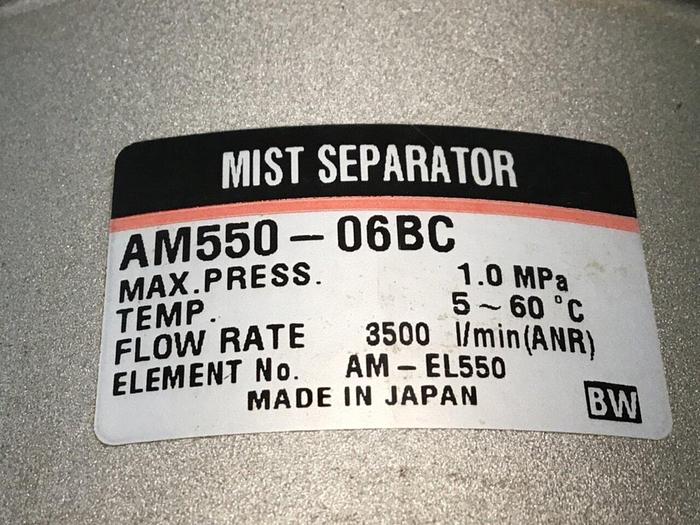 MIST SEPARATOR
AM550-06BC
MAX.PRESS. 1.0 MPa
TEMP. 5~60 °C
FLOW RATE 3500 l/min(ANR)
ELEMENT No. AM-EL550
MADE IN JAPAN
BW